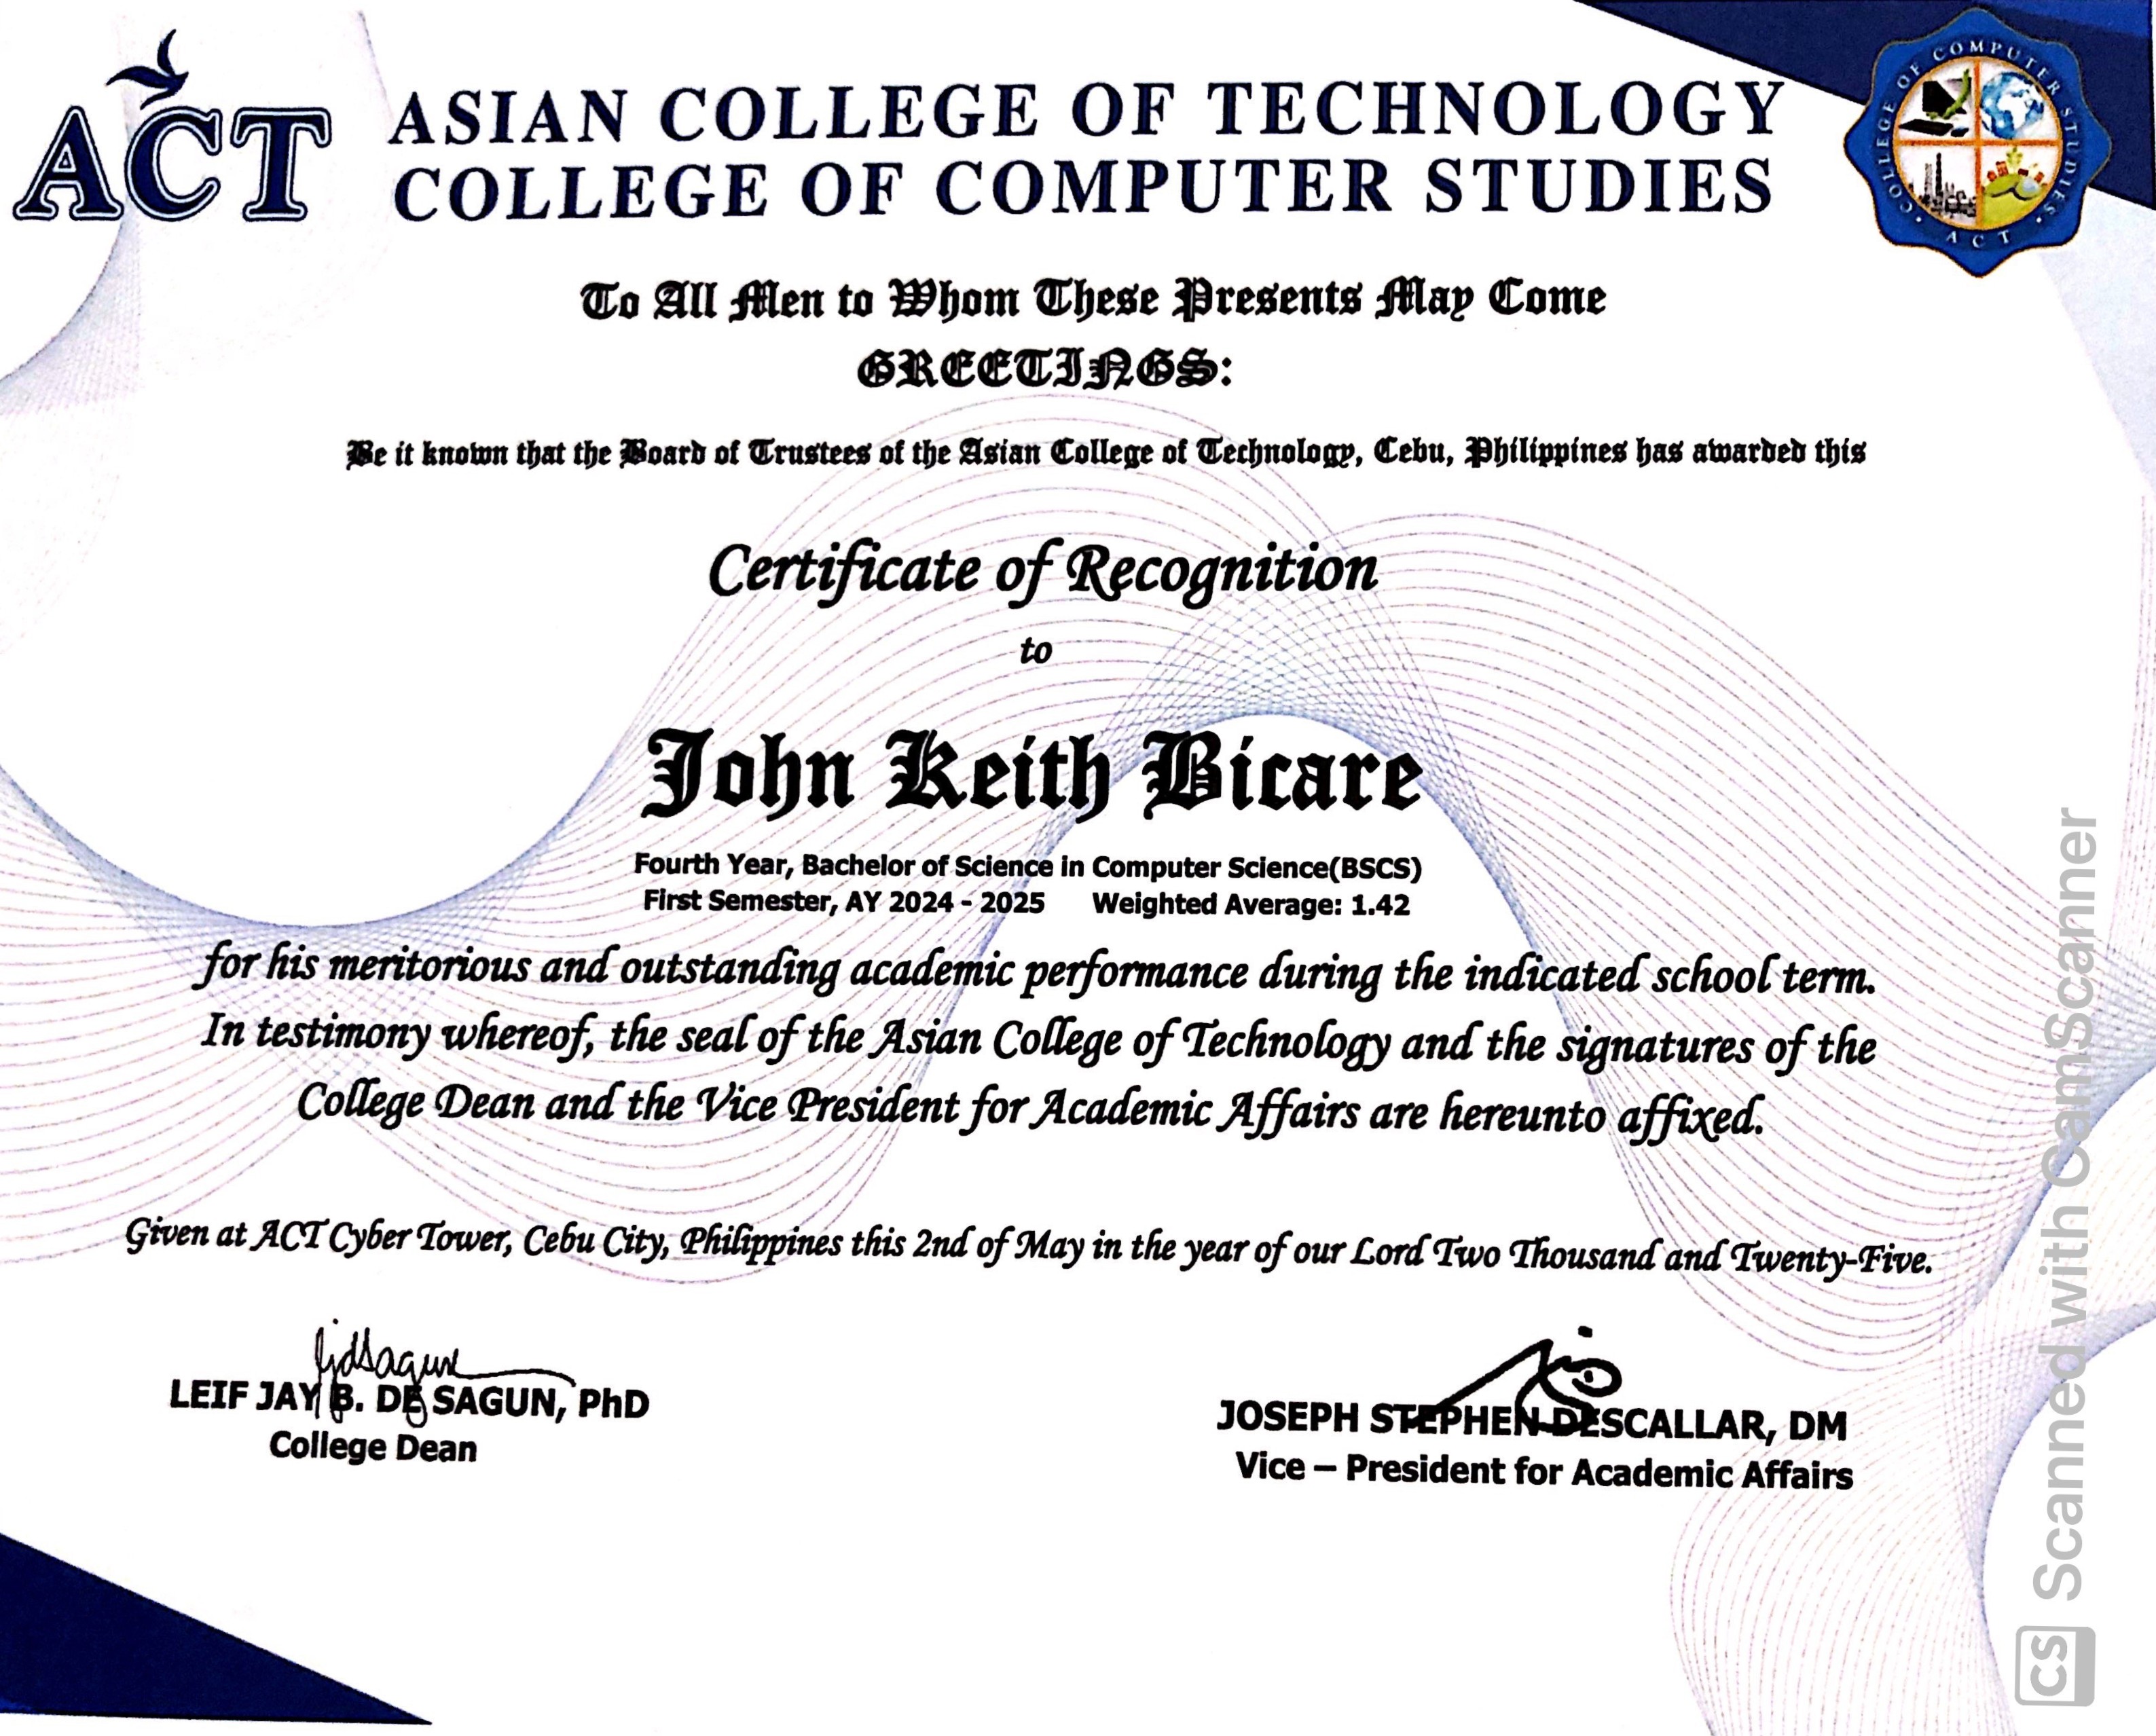 ACT
ASIAN COLLEGE OF TECHNOLOGY
COLLEGE OF COMPUTER STUDIES
COLLEGE OF COMPUTER STUDIES
ACT
To All Men to Whom These Presents May Come
GREETINGS:
Be it known that the Board of Trustees of the Asian College of Technology, Cebu, Philippines has awarded this
Certificate of Recognition
to
John Keith Bicare
Fourth Year, Bachelor of Science in Computer Science(BSCS)
First Semester, AY 2024 - 2025 Weighted Average: 1.42
for his meritorious and outstanding academic performance during the indicated school term.
In testimony whereof, the seal of the Asian College of Technology and the signatures of the
College Dean and the Vice President for Academic Affairs are hereunto affixed.
Given at ACT Cyber Tower, Cebu City, Philippines this 2nd of May in the year of our Lord Two Thousand and Twenty-Five.
LEIF JAY B. DE SAGUN, PhD
College Dean
JOSEPH STEPHEN DESCALLAR, DM
Vice – President for Academic Affairs
CS Scanned with CamScanner